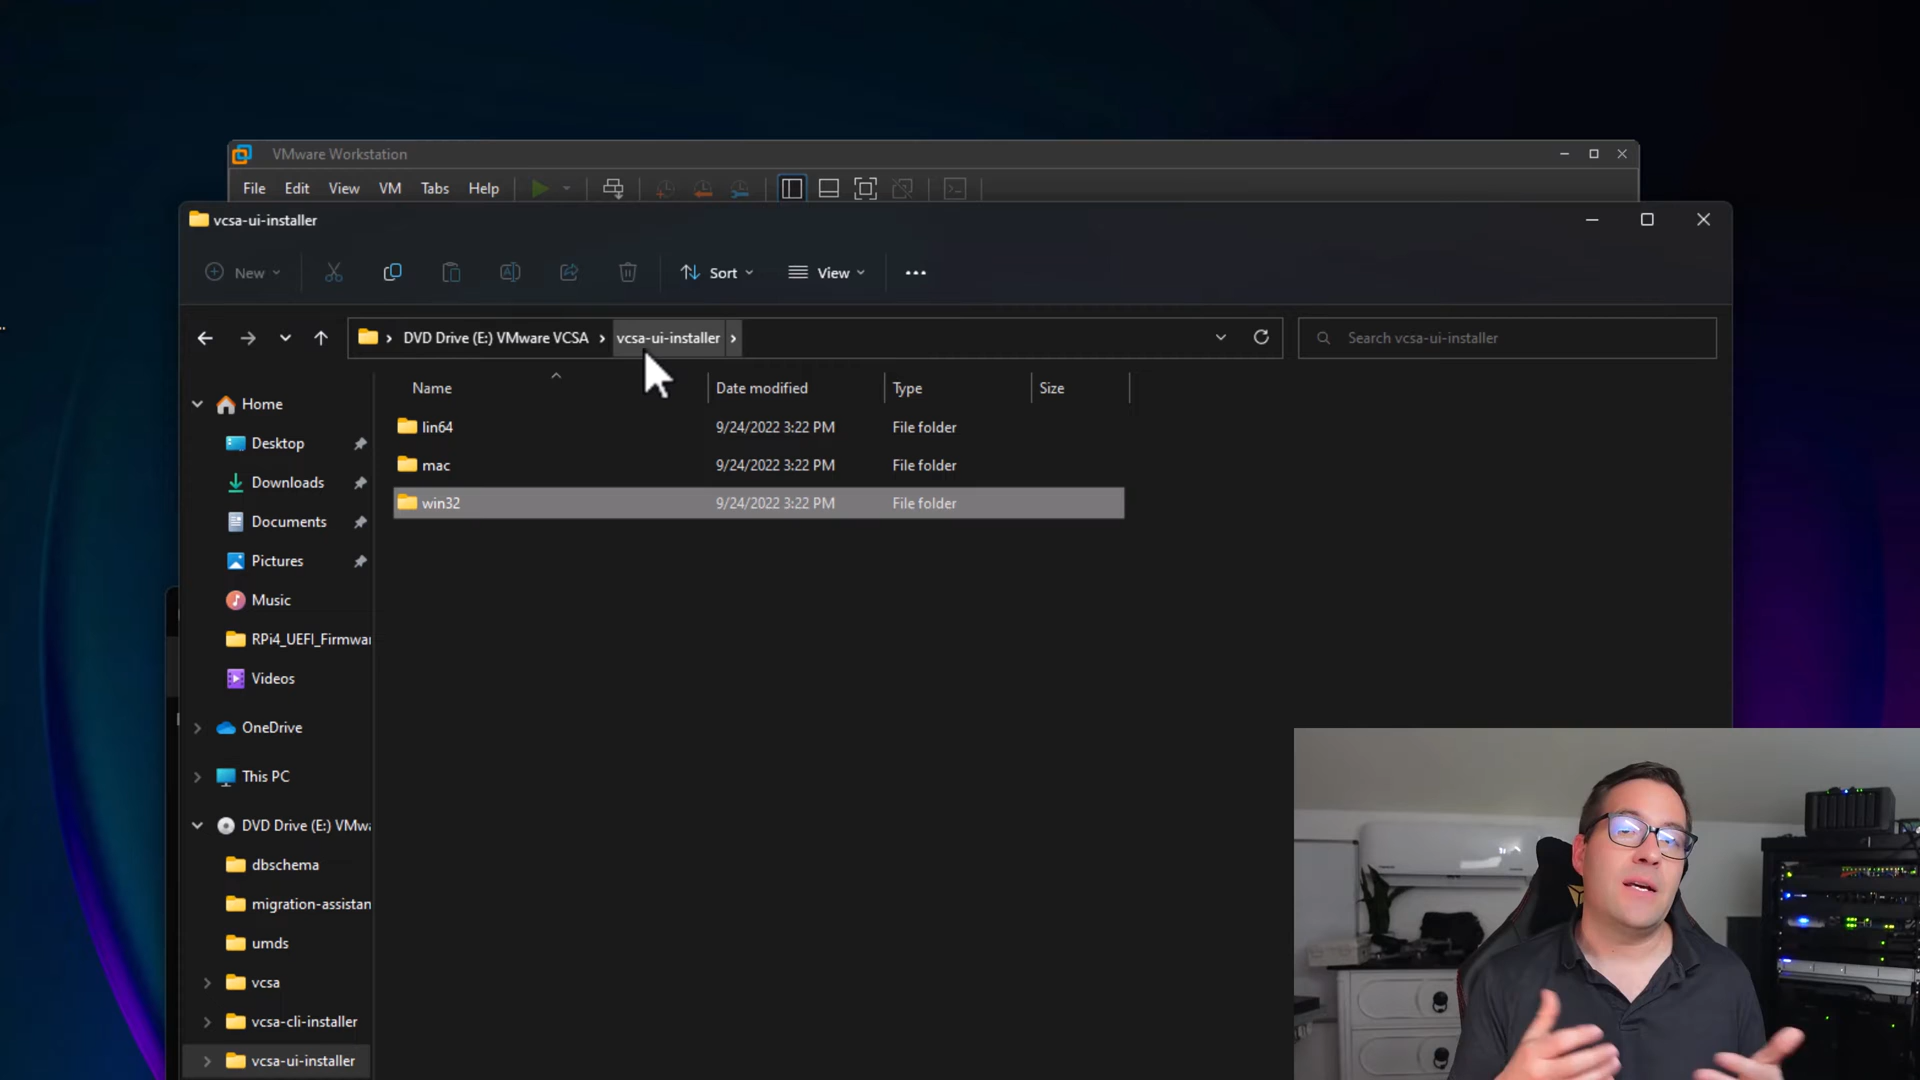 VMware Workstation
File Edit View VM Tabs Help
vcsa-ui-installer
New Sort View
DVD Drive (E:) VMware VCSA vcsa-ui-installer
Search vcsa-ui-installer
Name Date modified Type Size
lin64 9/24/2022 3:22 PM File folder
mac 9/24/2022 3:22 PM File folder
win32 9/24/2022 3:22 PM File folder
Home
Desktop
Downloads
Documents
Pictures
Music
RPi4_UEFI_Firmwa
Videos
OneDrive
This PC
DVD Drive (E:) VMw
dbschema
migration-assistan
umds
vcsa
vcsa-cli-installer
vcsa-ui-installer